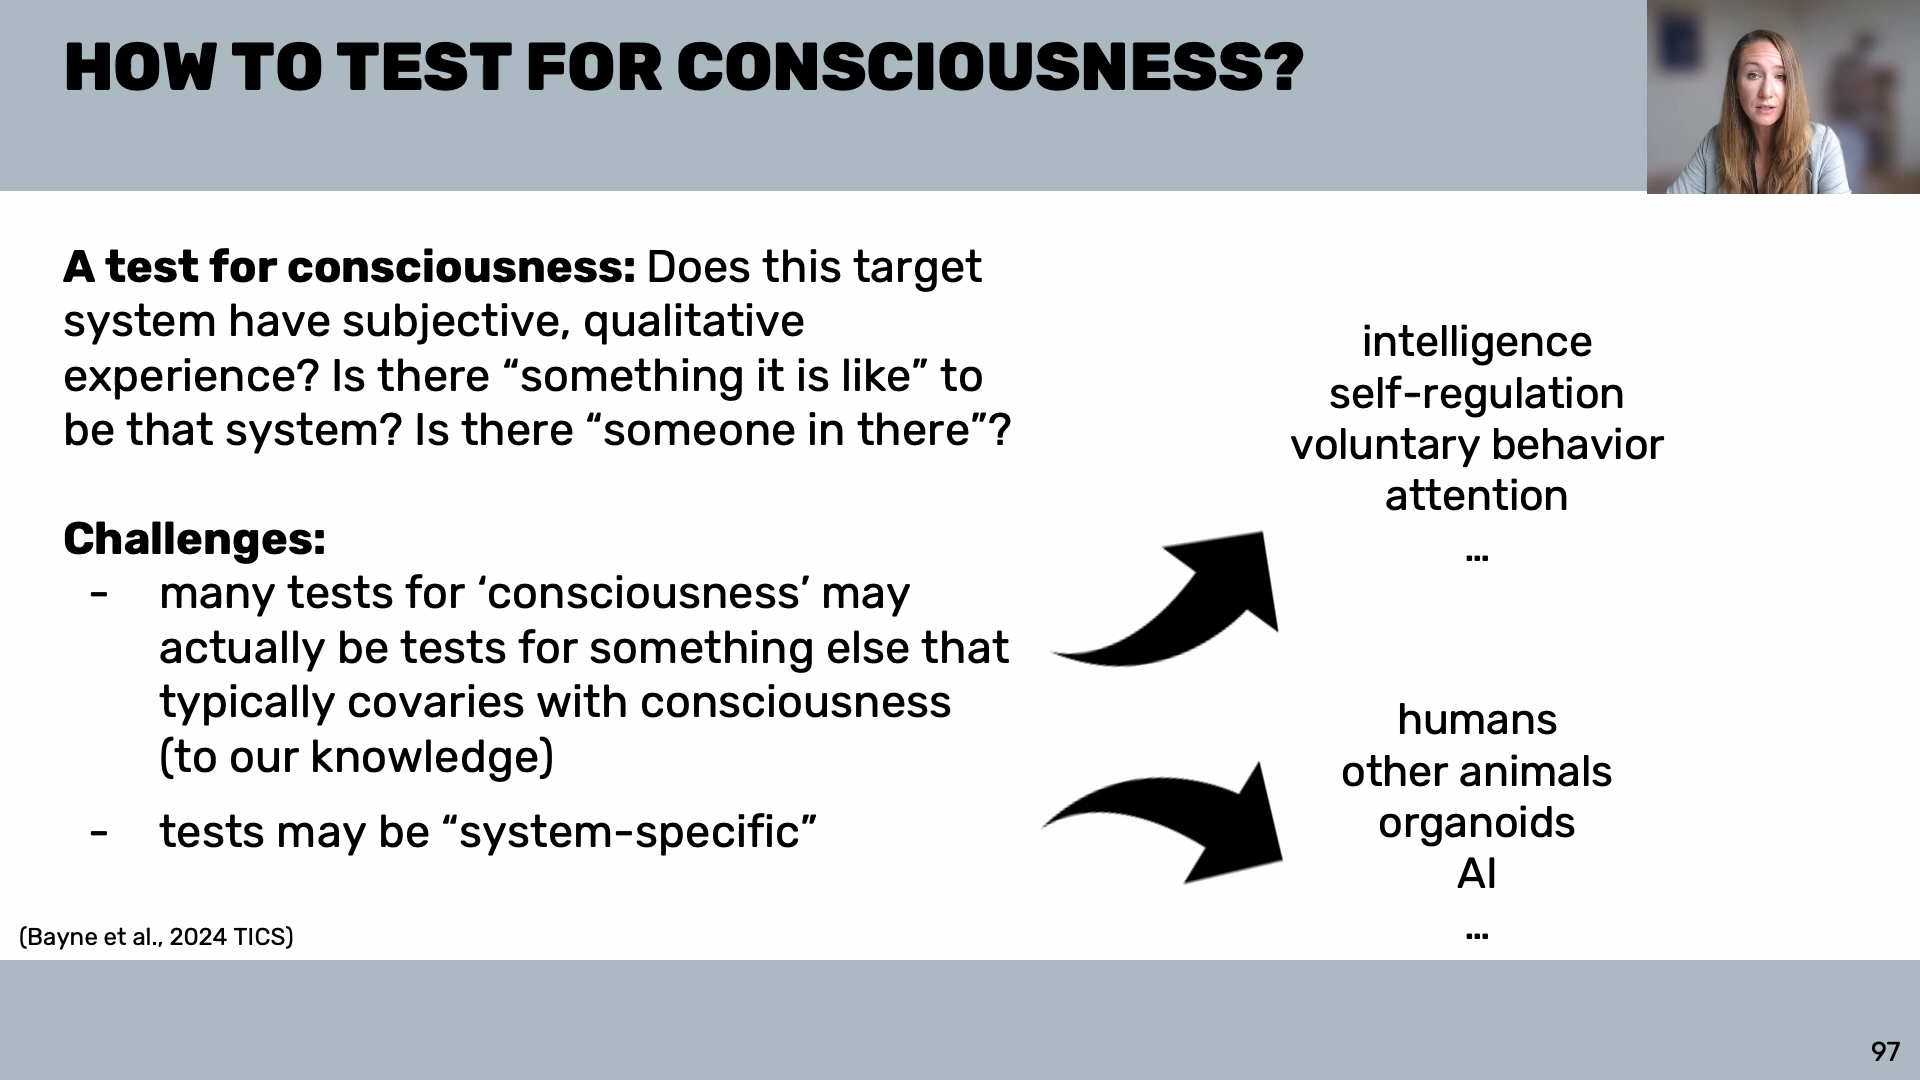 HOW TO TEST FOR CONSCIOUSNESS?
A test for consciousness: Does this target
system have subjective, qualitative
experience? Is there “something it is like” to
be that system? Is there “someone in there”?
Challenges:
- many tests for ‘consciousness’ may
actually be tests for something else that
typically covaries with consciousness
(to our knowledge)
- tests may be “system-specific”
intelligence
self-regulation
voluntary behavior
attention
...
humans
other animals
organoids
AI
...
(Bayne et al., 2024 TICS)
97